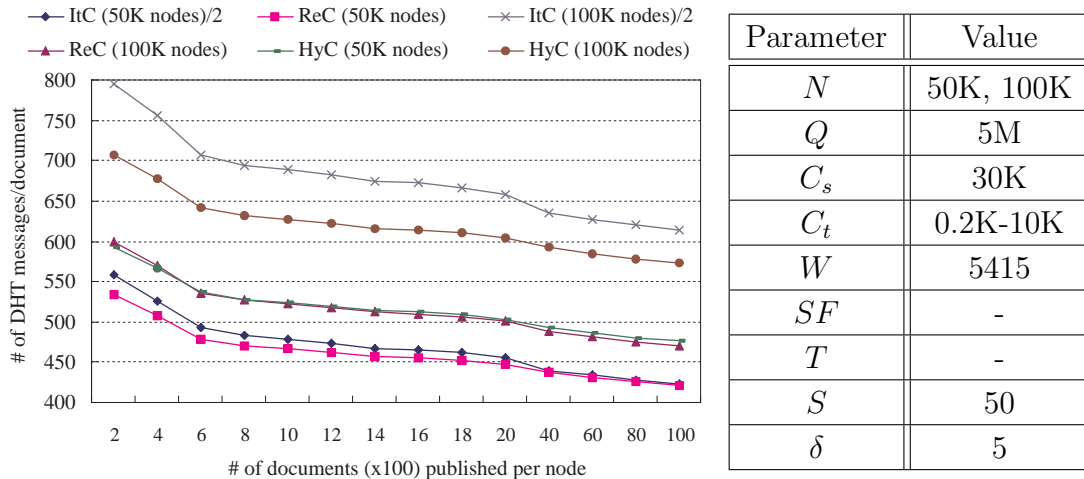 ItC (50K nodes)/2 ReC (50K nodes) ItC (100K nodes)/2
ReC (100K nodes) HyC (50K nodes) HyC (100K nodes)
# of DHT messages/document
800
750
700
650
600
550
500
450
400
2 4 6 8 10 12 14 16 18 20 40 60 80 100
# of documents (x100) published per node
Parameter Value
N 50K, 100K
Q 5M
C_s 30K
C_t 0.2K-10K
W 5415
SF -
T -
S 50
δ 5